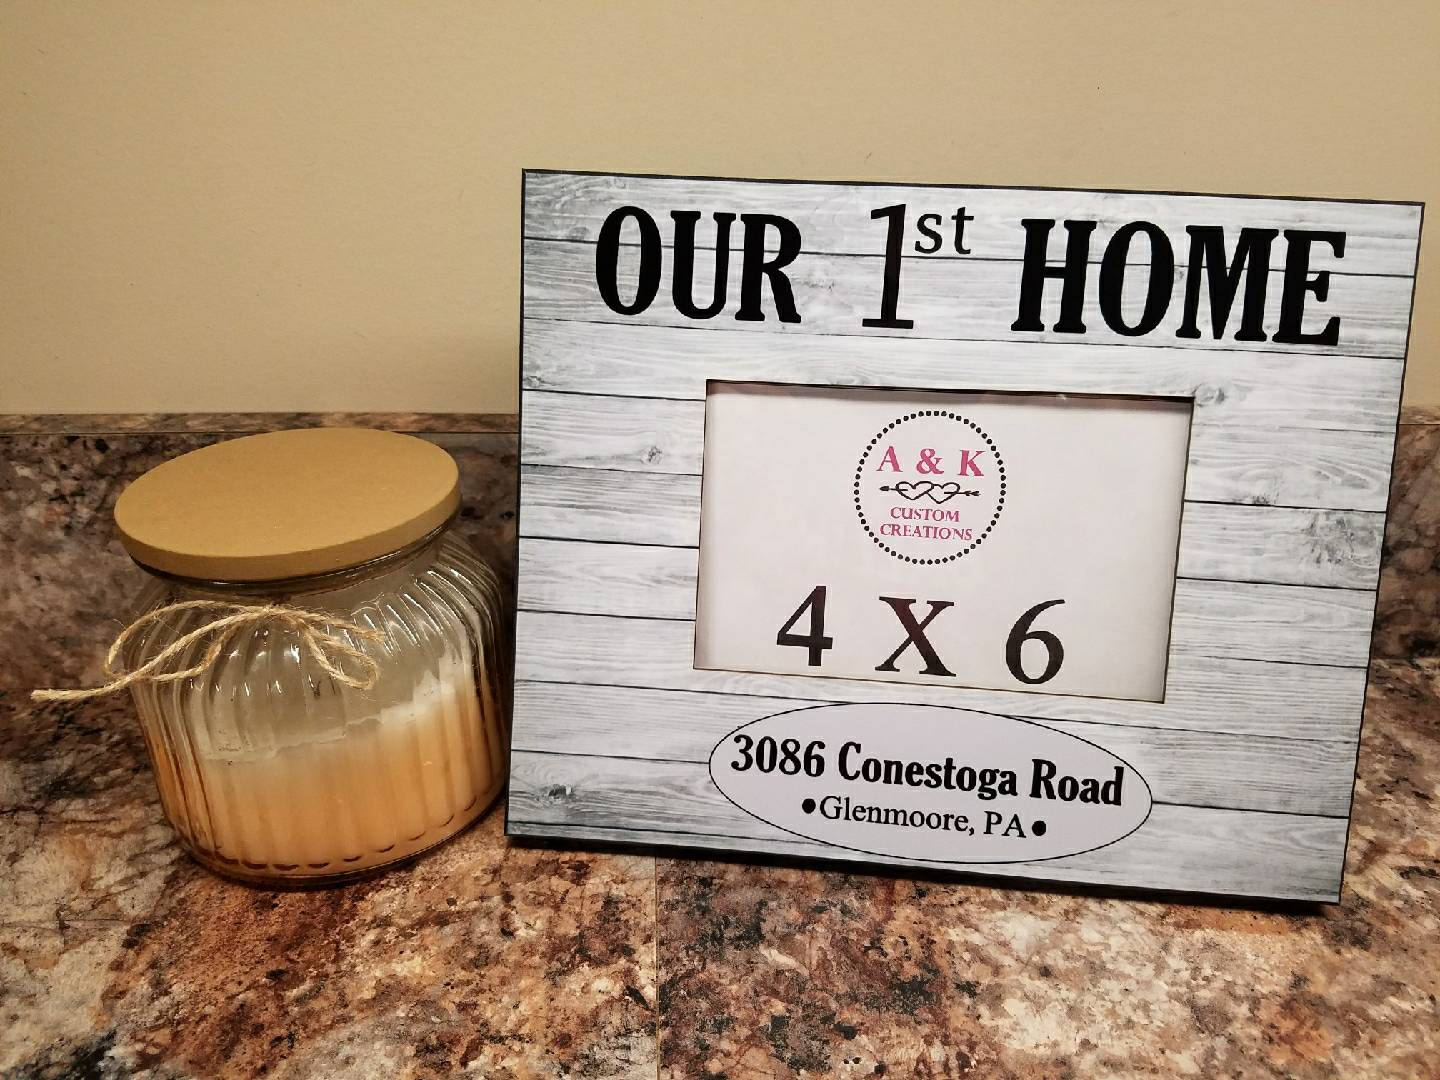 OUR 1st HOME
A & K
CUSTOM
CREATIONS
4 X 6
3086 Conestoga Road
•Glenmoore, PA•